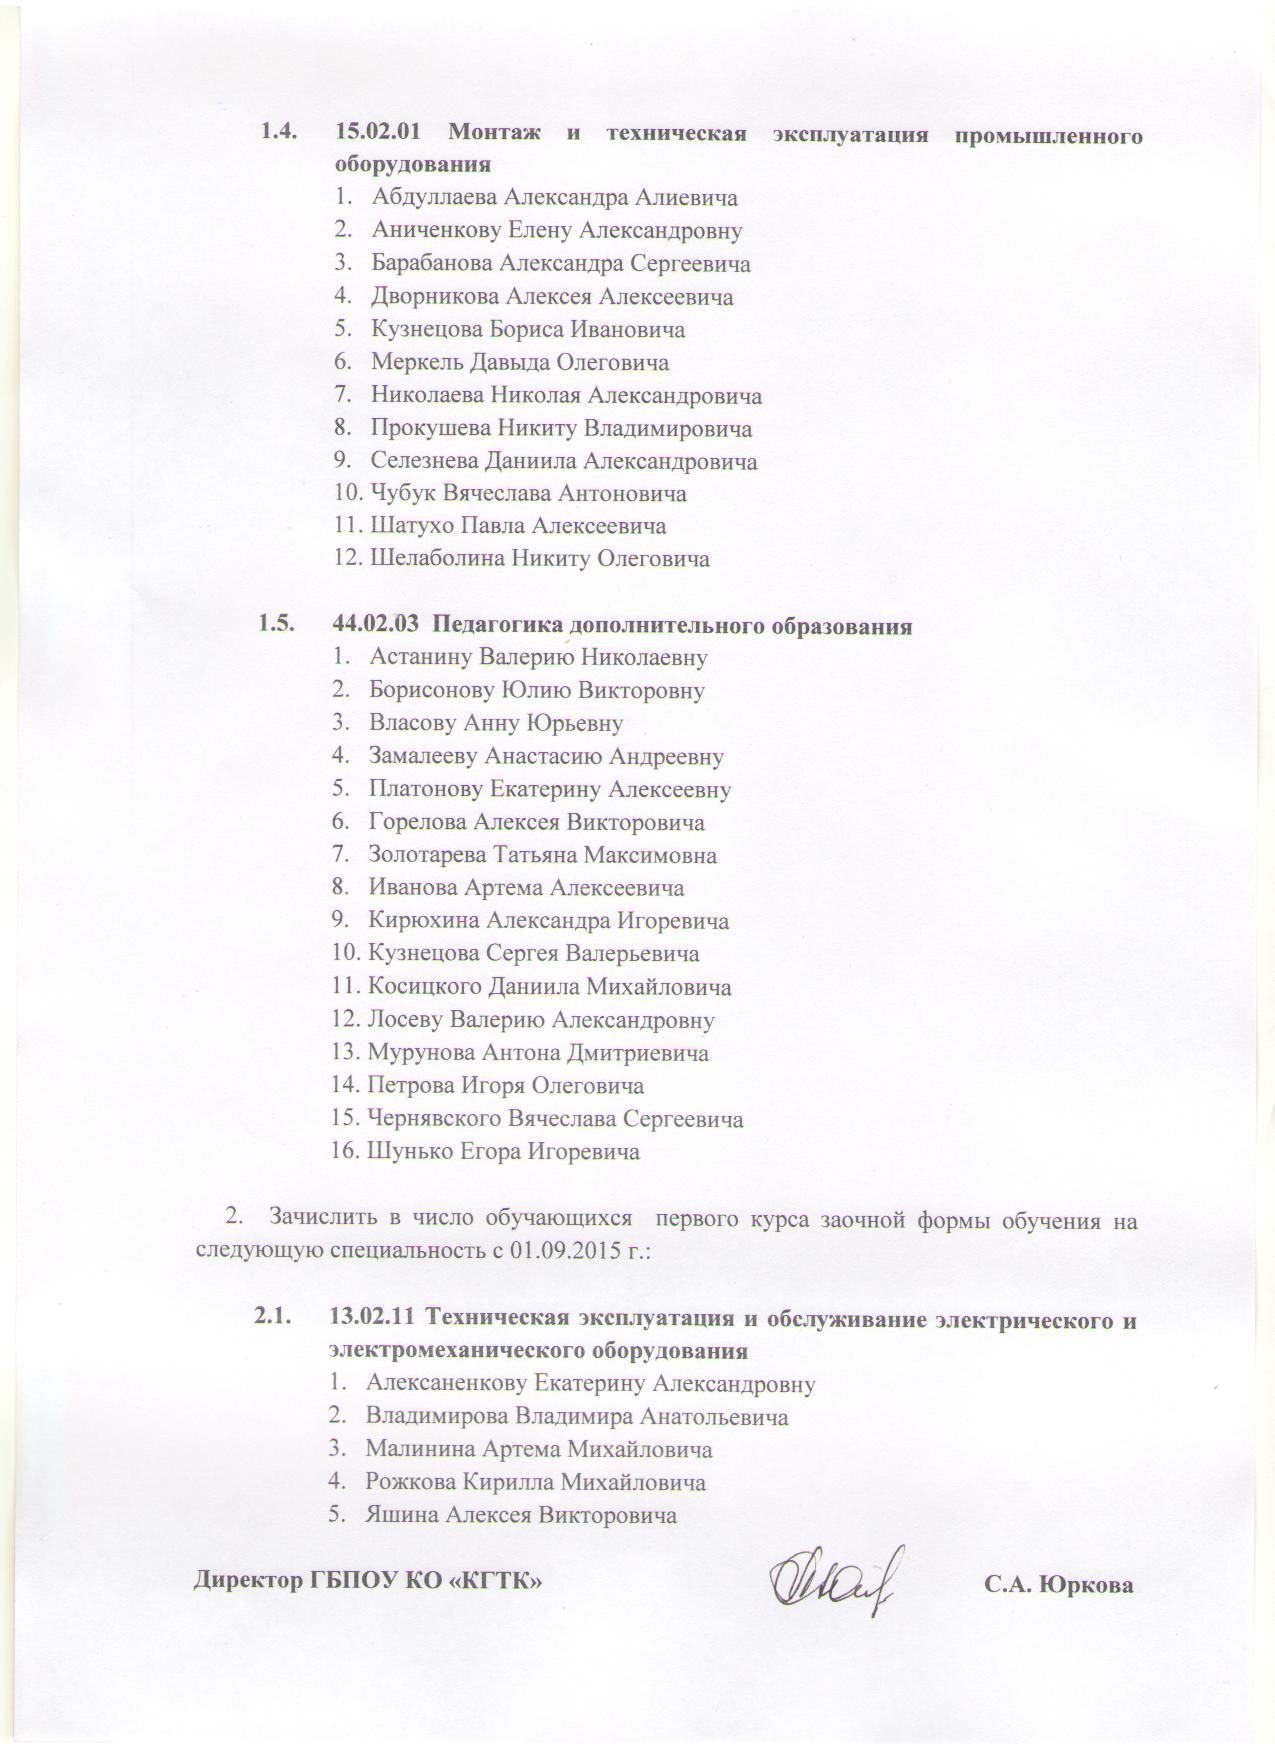 1.4. 15.02.01 Монтаж и техническая эксплуатация промышленного
оборудования
1. Абдуллаева Александра Алиевича
2. Аниченкову Елену Александровну
3. Барабанова Александра Сергеевича
4. Дворникова Алексея Алексеевича
5. Кузнецова Бориса Ивановича
6. Меркель Давыда Олеговича
7. Николаева Николая Александровича
8. Прокушева Никиту Владимировича
9. Селезнева Даниила Александровича
10. Чубук Вячеслава Антоновича
11. Шатухо Павла Алексеевича
12. Шелаболина Никиту Олеговича
1.5. 44.02.03 Педагогика дополнительного образования
1. Астанину Валерию Николаевну
2. Борисонову Юлию Викторовну
3. Власову Анну Юрьевну
4. Замалееву Анастасию Андреевну
5. Платонову Екатерину Алексеевну
6. Горелова Алексея Викторовича
7. Золотарева Татьяна Максимовна
8. Иванова Артема Алексеевича
9. Кирюхина Александра Игоревича
10. Кузнецова Сергея Валерьевича
11. Косицкого Даниила Михайловича
12. Лосеву Валерию Александровну
13. Мурунова Антона Дмитриевича
14. Петрова Игоря Олеговича
15. Чернявского Вячеслава Сергеевича
16. Шунько Егора Игоревича
2. Зачислить в число обучающихся первого курса заочной формы обучения на
следующую специальность с 01.09.2015 г.:
2.1. 13.02.11 Техническая эксплуатация и обслуживание электрического и
электромеханического оборудования
1. Алексаненкову Екатерину Александровну
2. Владимирова Владимира Анатольевича
3. Малинина Артема Михайловича
4. Рожкова Кирилла Михайловича
5. Яшина Алексея Викторовича
Директор ГБПОУ КО «КГТК» С.А. Юркова